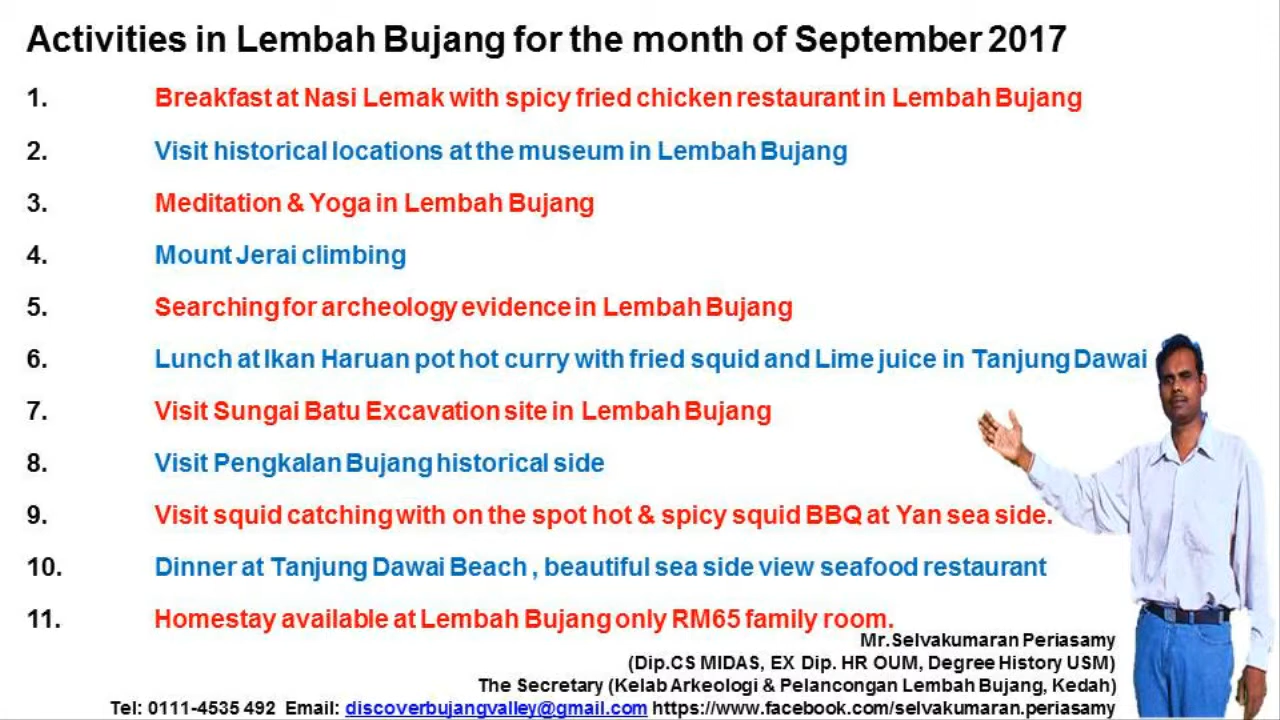 Activities in Lembah Bujang for the month of September 2017
1. Breakfast at Nasi Lemak with spicy fried chicken restaurant in Lembah Bujang
2. Visit historical locations at the museum in Lembah Bujang
3. Meditation & Yoga in Lembah Bujang
4. Mount Jerai climbing
5. Searching for archeology evidence in Lembah Bujang
6. Lunch at Ikan Haruan pot hot curry with fried squid and Lime juice in Tanjung Dawai
7. Visit Sungai Batu Excavation site in Lembah Bujang
8. Visit Pengkalan Bujang historical side
9. Visit squid catching with on the spot hot & spicy squid BBQ at Yan sea side.
10. Dinner at Tanjung Dawai Beach , beautiful sea side view seafood restaurant
11. Homestay available at Lembah Bujang only RM65 family room.
Mr.Selvakumaran Periasamy
(Dip.CS MIDAS, EX Dip. HR OUM, Degree History USM)
The Secretary (Kelab Arkeologi & Pelancongan Lembah Bujang, Kedah)
Tel: 0111-4535 492 Email: discoverbujangvalley@gmail.com https://www.facebook.com/selvakumaran.periasamy